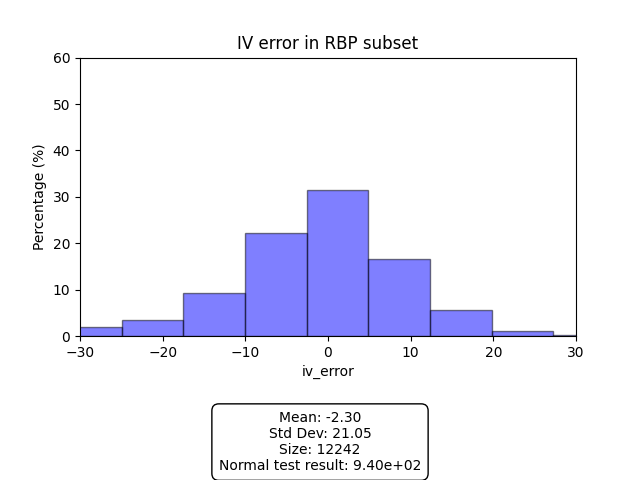 IV error in RBP subset
60
50
40
30
20
10
0
Percentage (%)
−30
−20
−10
0
10
20
30
iv_error
Mean: -2.30
Std Dev: 21.05
Size: 12242
Normal test result: 9.40e+02